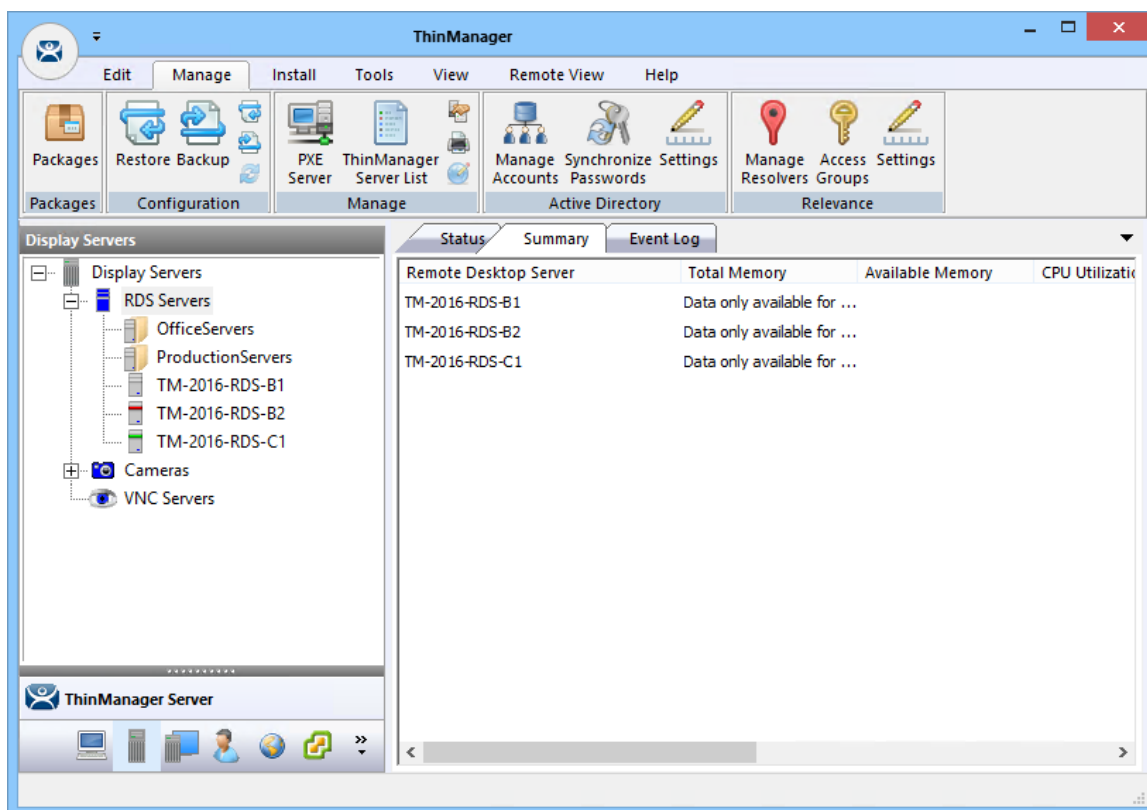 ThinManager
Edit Manage Install Tools View Remote View Help
Packages Restore Backup PXE Server ThinManager Server List Manage Accounts Synchronize Passwords Settings Manage Resolvers Access Groups Settings
Packages Configuration Manage Active Directory Relevance
Display Servers
Status Summary Event Log
Display Servers
RDS Servers
OfficeServers
ProductionServers
TM-2016-RDS-B1
TM-2016-RDS-B2
TM-2016-RDS-C1
Cameras
VNC Servers
Remote Desktop Server Total Memory Available Memory CPU Utilizatic
TM-2016-RDS-B1 Data only available for ...
TM-2016-RDS-B2 Data only available for ...
TM-2016-RDS-C1 Data only available for ...
ThinManager Server